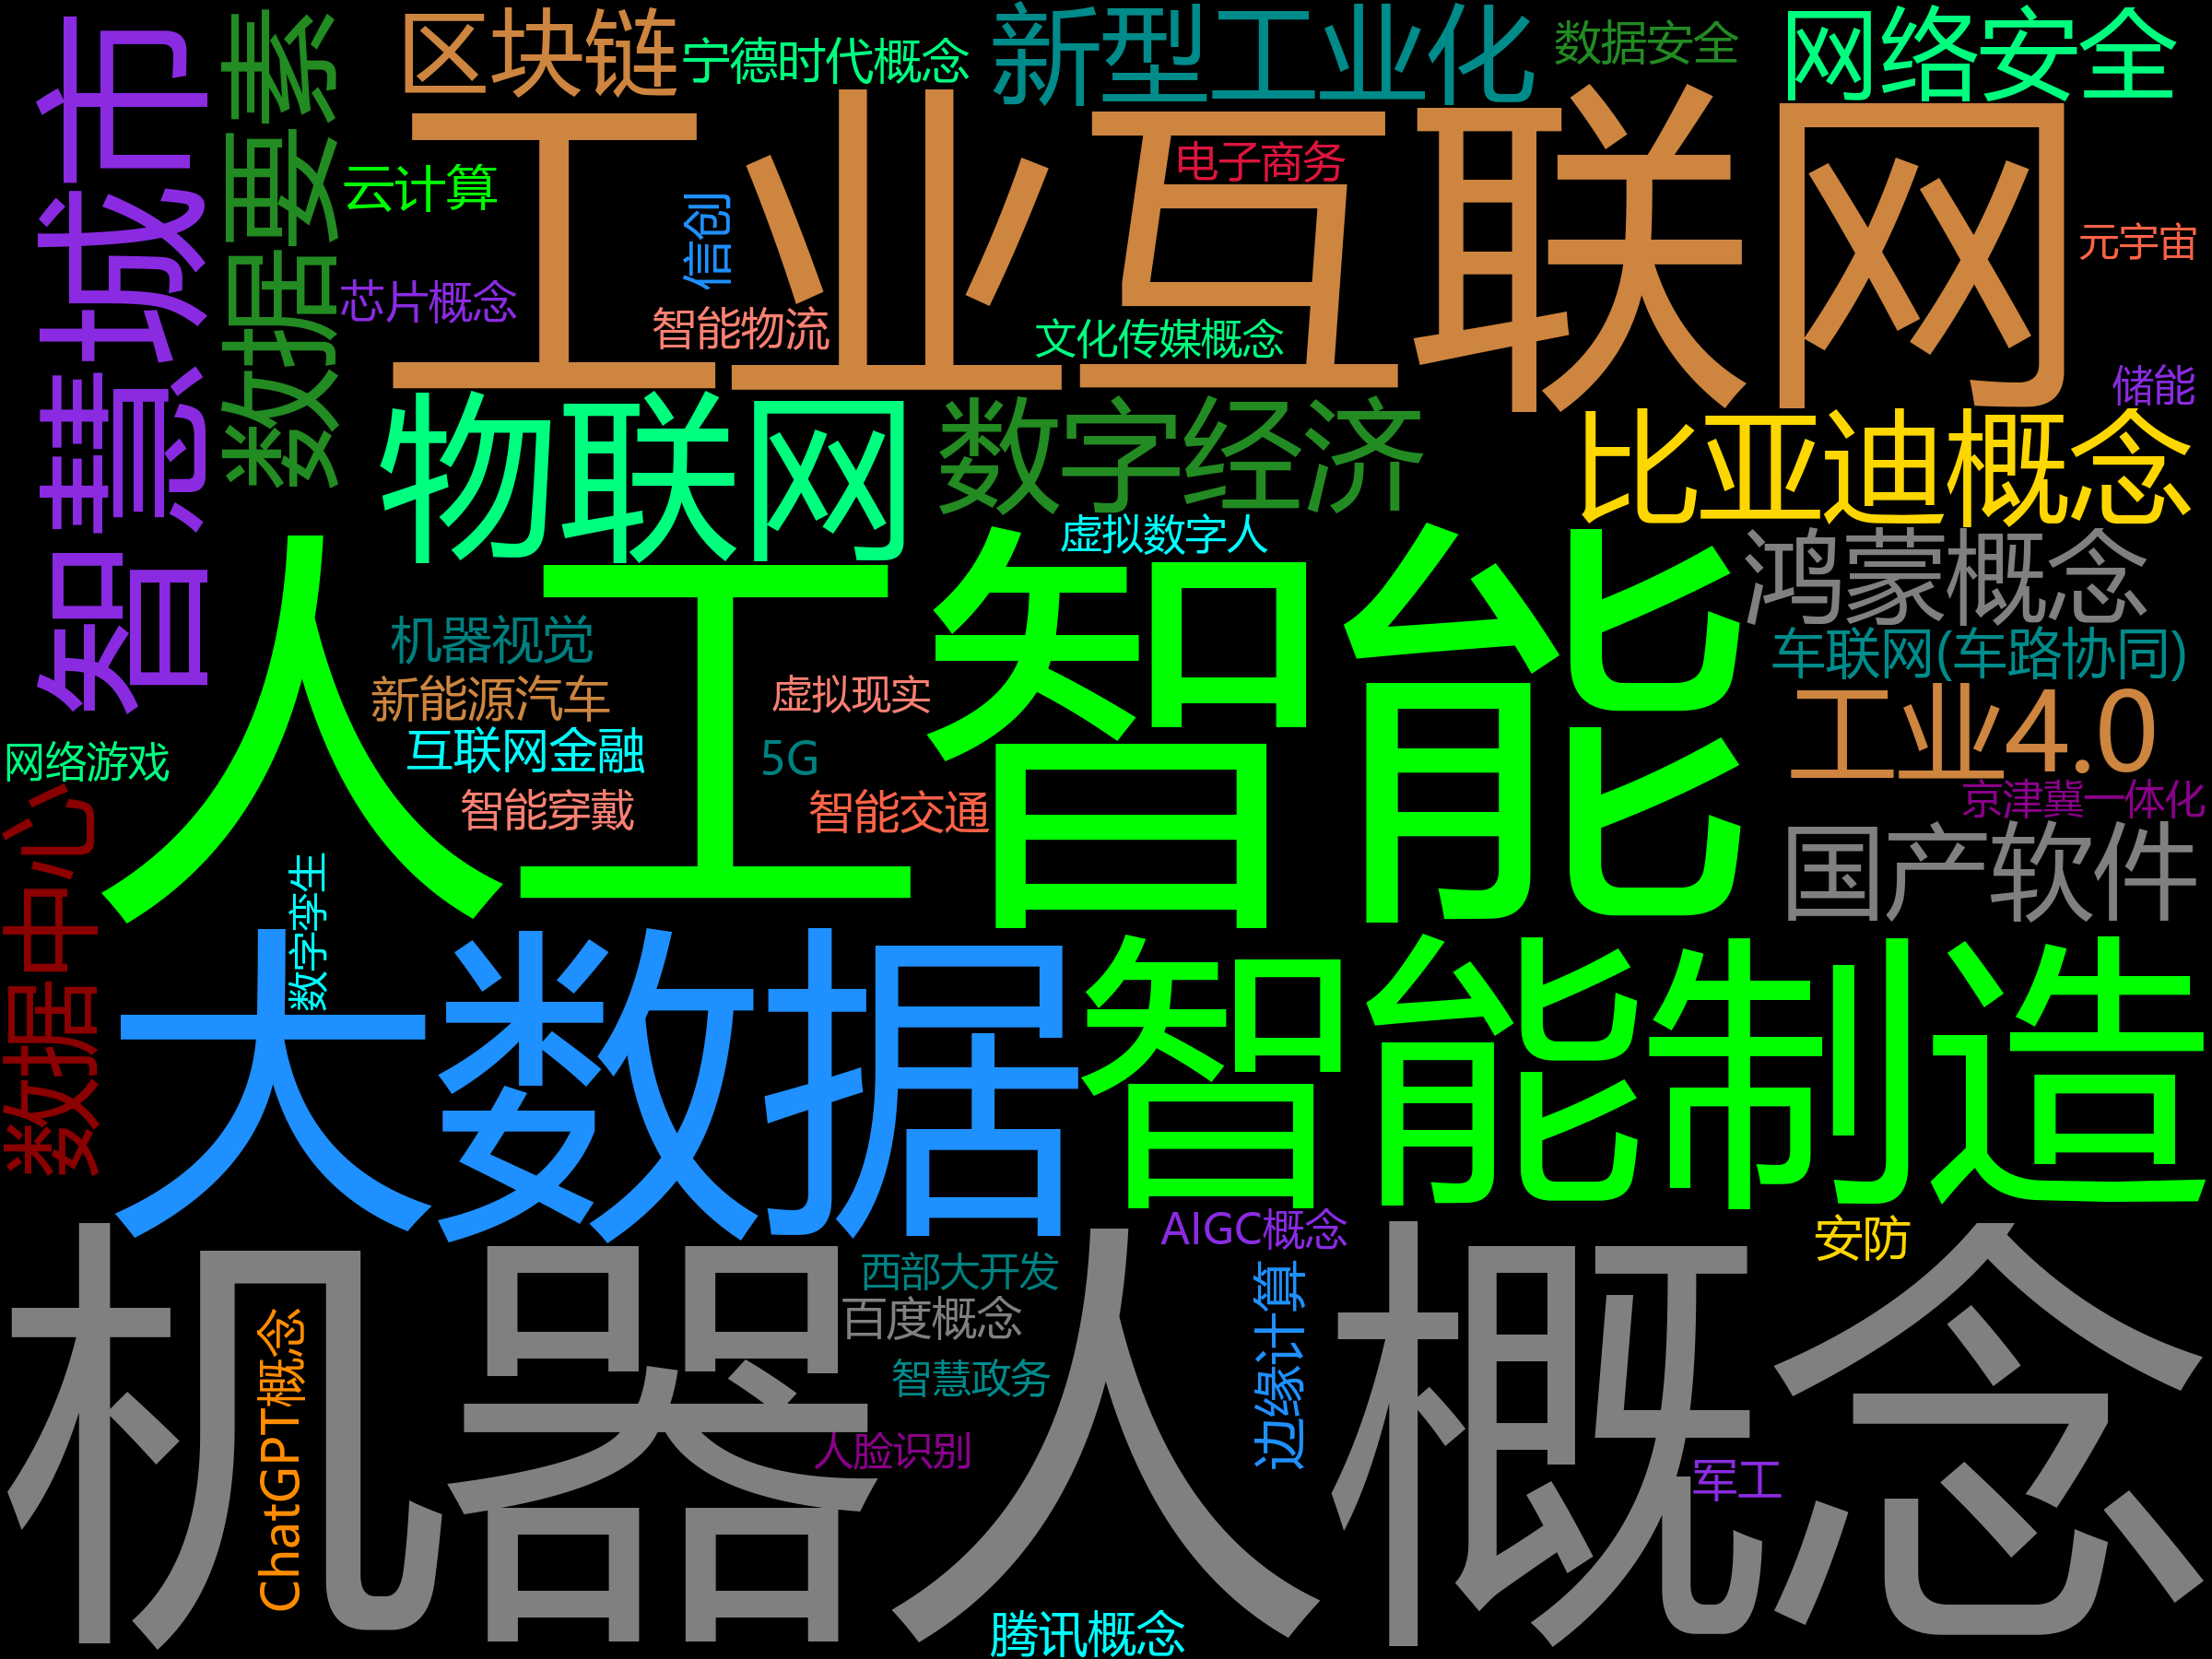 智慧城市
数据要素
区块链
宁德时代概念
新型工业化
数据安全
网络安全
工业互联网
电子商务
云计算
信创
元宇宙
芯片概念
智能物流
文化传媒概念
储能
物联网
数字经济
比亚迪概念
虚拟数字人
鸿蒙概念
人工智能
机器视觉
车联网(车路协同)
新能源汽车
虚拟现实
工业4.0
网络游戏
互联网金融
5G
智能穿戴
智能交通
京津冀一体化
国产软件
数据中心
数字孪生
大数据
智能制造
AIGC概念
安防
机器人概念
西部大开发
百度概念
边缘计算
智慧政务
ChatGPT概念
人脸识别
军工
腾讯概念